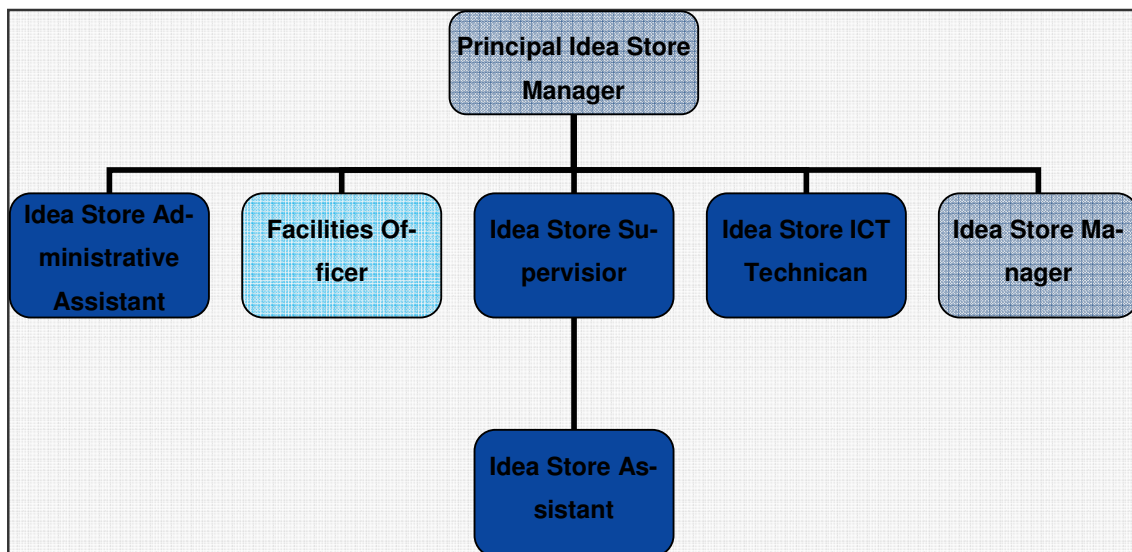 Principal Idea Store
Manager
Idea Store Ad-
ministrative
Assistant
Facilities Of-
ficer
Idea Store Su-
pervisior
Idea Store ICT
Technican
Idea Store Ma-
nager
Idea Store As-
sistant